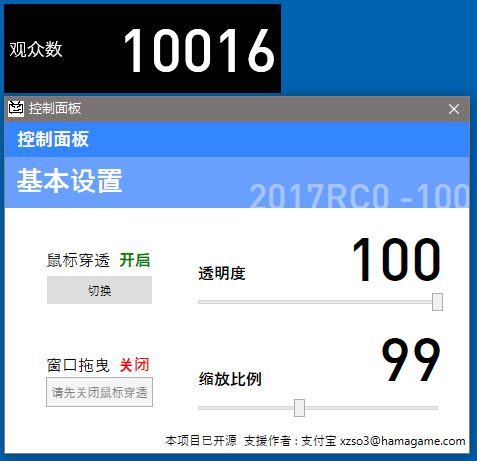 观众数 10016
控制面板
控制面板
基本设置
2017RC0 -100
鼠标穿透 开启
切换
透明度 100
窗口拖曳 关闭
请先关闭鼠标穿透
缩放比例 99
本项目已开源 支援作者：支付宝 xzso3@hamagame.com